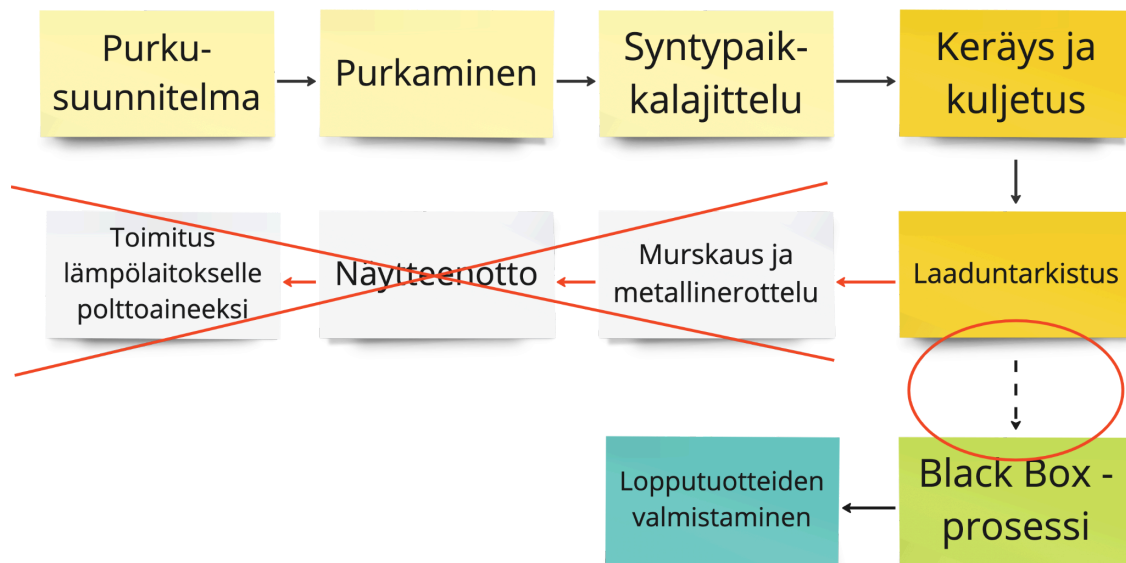 Purku-
suunnitelma
Purkaminen
Syntypaik-
kalajittelu
Keräys ja
kuljetus
Toimitus
lämpölaitokselle
polttoaineeksi
Näytteenotto
Murskaus ja
metallinerottelu
Laaduntarkistus
Lopputuotteiden
valmistaminen
Black Box -
prosessi